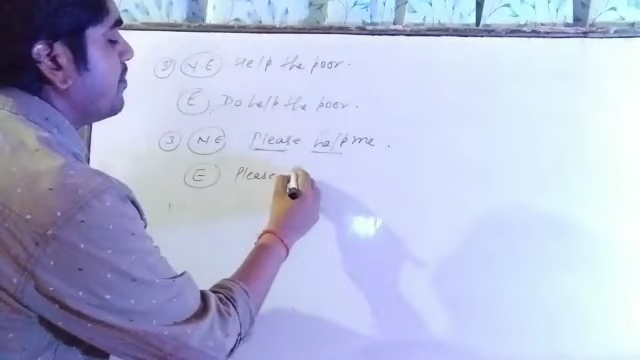 ② N.E Help the poor.
E Do help the poor.
③ N.E Please help me.
E Please